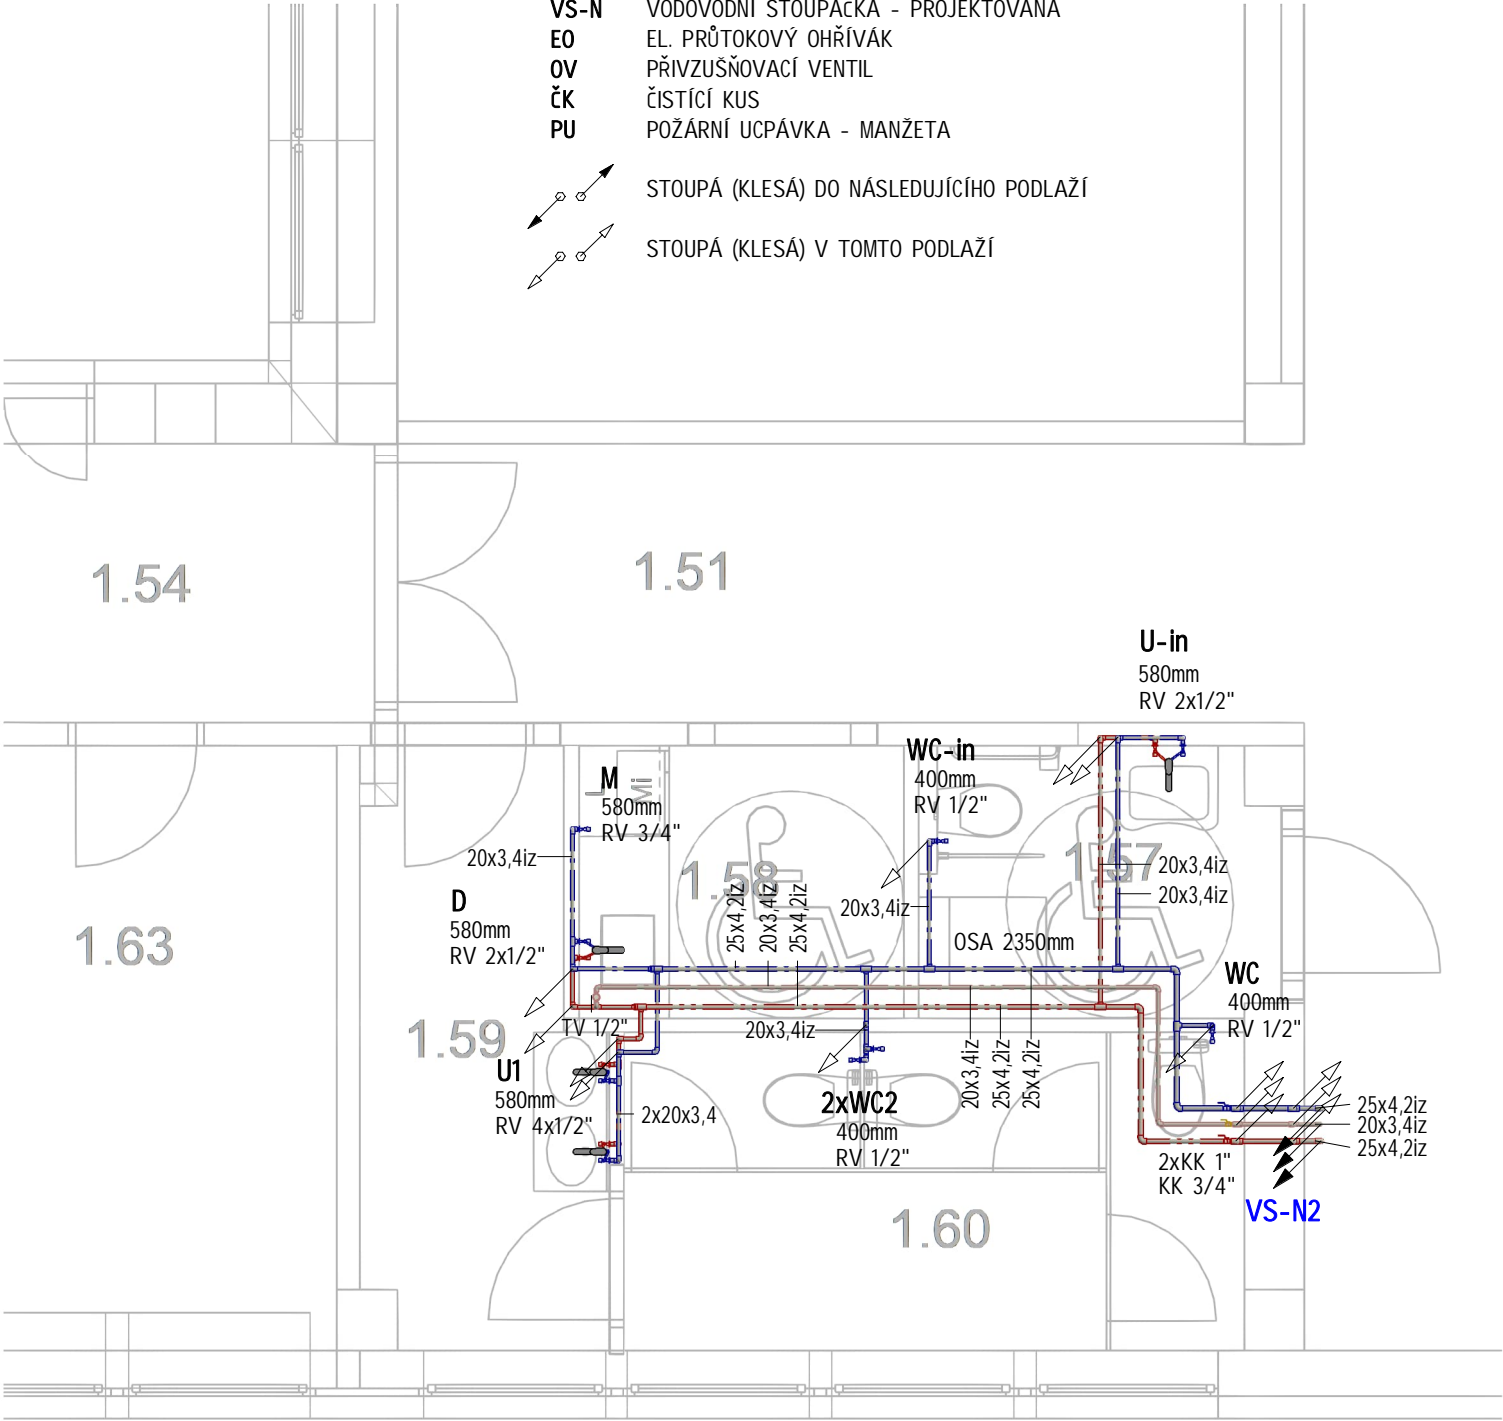 VS-N VODOVODNÍ STOUPAČKA - PROJEKTOVANÁ
EO EL. PRŮTOKOVÝ OHŘÍVÁK
OV PŘIVZUŠŇOVACÍ VENTIL
ČK ČISTÍCÍ KUS
PU POŽÁRNÍ UCPÁVKA - MANŽETA
STOUPÁ (KLESÁ) DO NÁSLEDUJÍCÍHO PODLAŽÍ
STOUPÁ (KLESÁ) V TOMTO PODLAŽÍ
1.54
1.51
U-in
580mm
RV 2x1/2"
WC-in
400mm
RV 1/2"
M
580mm
RV 3/4"
L
Mi
20x3,4iz
1.58
1.57
20x3,4iz
20x3,4iz
20x3,4iz
D
580mm
RV 2x1/2"
25x4,2iz
20x3,4iz
25x4,2iz
1.63
OSA 2350mm
WC
400mm
RV 1/2"
1.59
TV 1/2"
20x3,4iz
20x3,4iz
25x4,2iz
25x4,2iz
U1
580mm
RV 4x1/2"
2x20x3,4
2xWC2
400mm
RV 1/2"
25x4,2iz
20x3,4iz
25x4,2iz
2xKK 1"
KK 3/4"
VS-N2
1.60